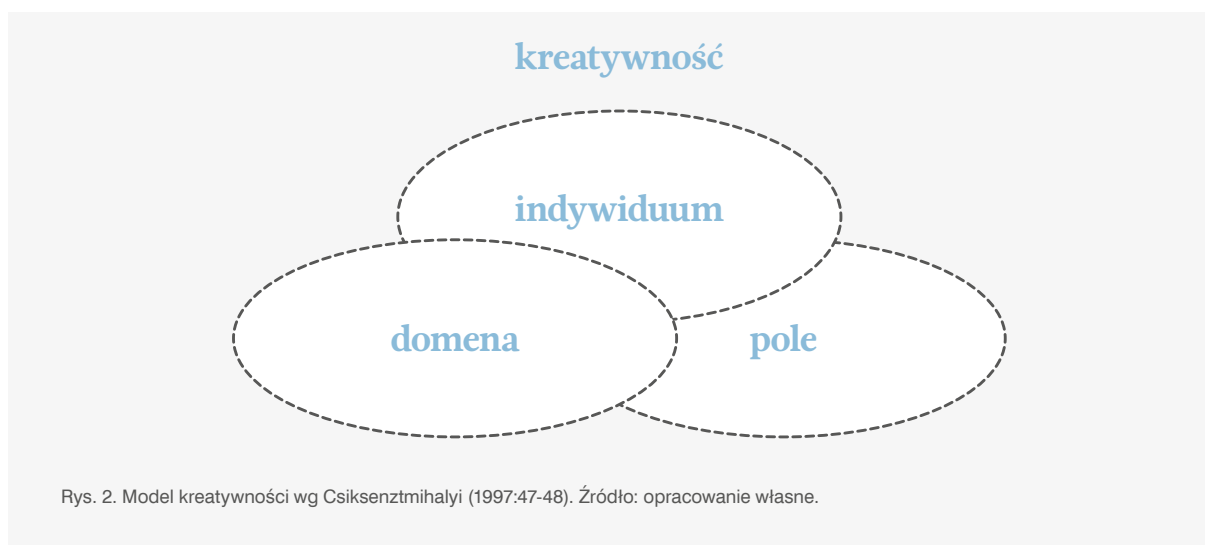 kreatywność
indywiduum
domena pole
Rys. 2. Model kreatywności wg Csiksenztmihalyi (1997:47-48). Źródło: opracowanie własne.